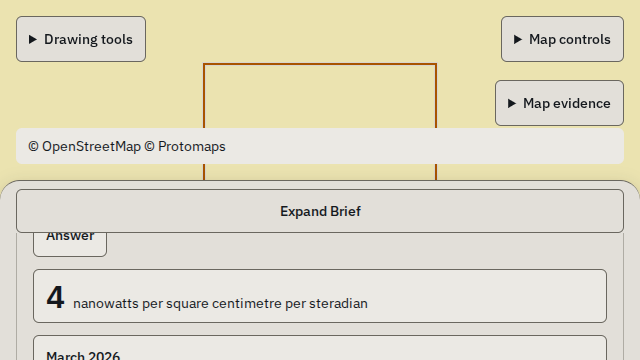 Drawing tools
Map controls
Map evidence
© OpenStreetMap © Protomaps
Expand Brief
Answer
4 nanowatts per square centimetre per steradian
March 2026